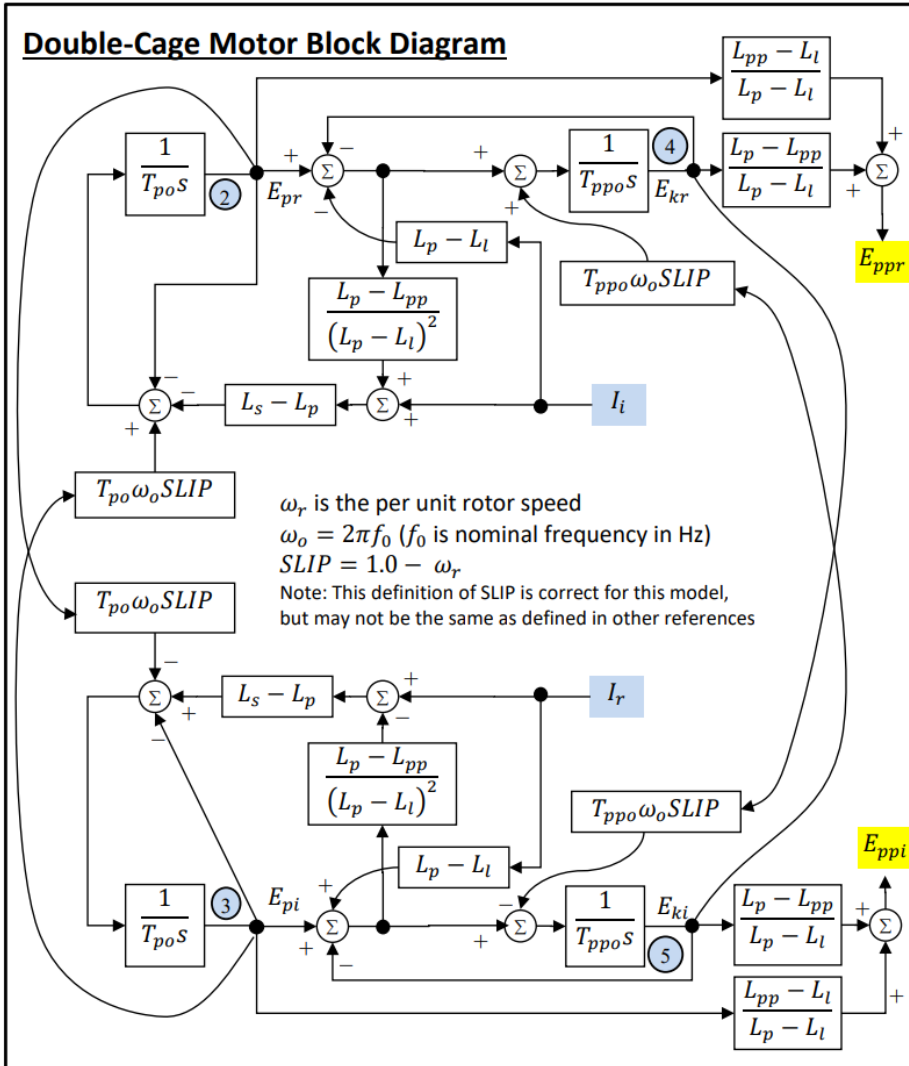 Double-Cage Motor Block Diagram
L_pp − L_l
L_p − L_l
+
1
T_po s
2
E_pr
+
−
Σ
−
+
Σ
+
1
T_ppo s
4
E_kr
L_p − L_pp
L_p − L_l
+
Σ
E_ppr
L_p − L_l
T_ppo ω_o SLIP
L_p − L_pp
(L_p − L_l)^2
−
−
Σ
+
L_s − L_p
+
Σ
+
I_i
T_po ω_o SLIP
ω_r is the per unit rotor speed
ω_o = 2πf_0 (f_0 is nominal frequency in Hz)
SLIP = 1.0 − ω_r
Note: This definition of SLIP is correct for this model,
but may not be the same as defined in other references
T_po ω_o SLIP
−
Σ
+
−
L_s − L_p
+
Σ
−
I_r
L_p − L_pp
(L_p − L_l)^2
T_ppo ω_o SLIP
L_p − L_l
E_ppi
1
T_po s
3
E_pi
+
+
Σ
−
−
+
Σ
1
T_ppo s
E_ki
5
L_p − L_pp
L_p − L_l
+
Σ
+
L_pp − L_l
L_p − L_l